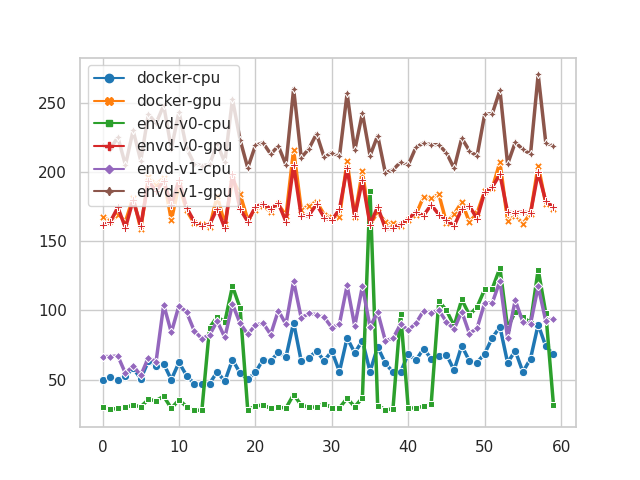 docker-cpu
docker-gpu
envd-v0-cpu
envd-v0-gpu
envd-v1-cpu
envd-v1-gpu
250
200
150
100
50
0 10 20 30 40 50 60